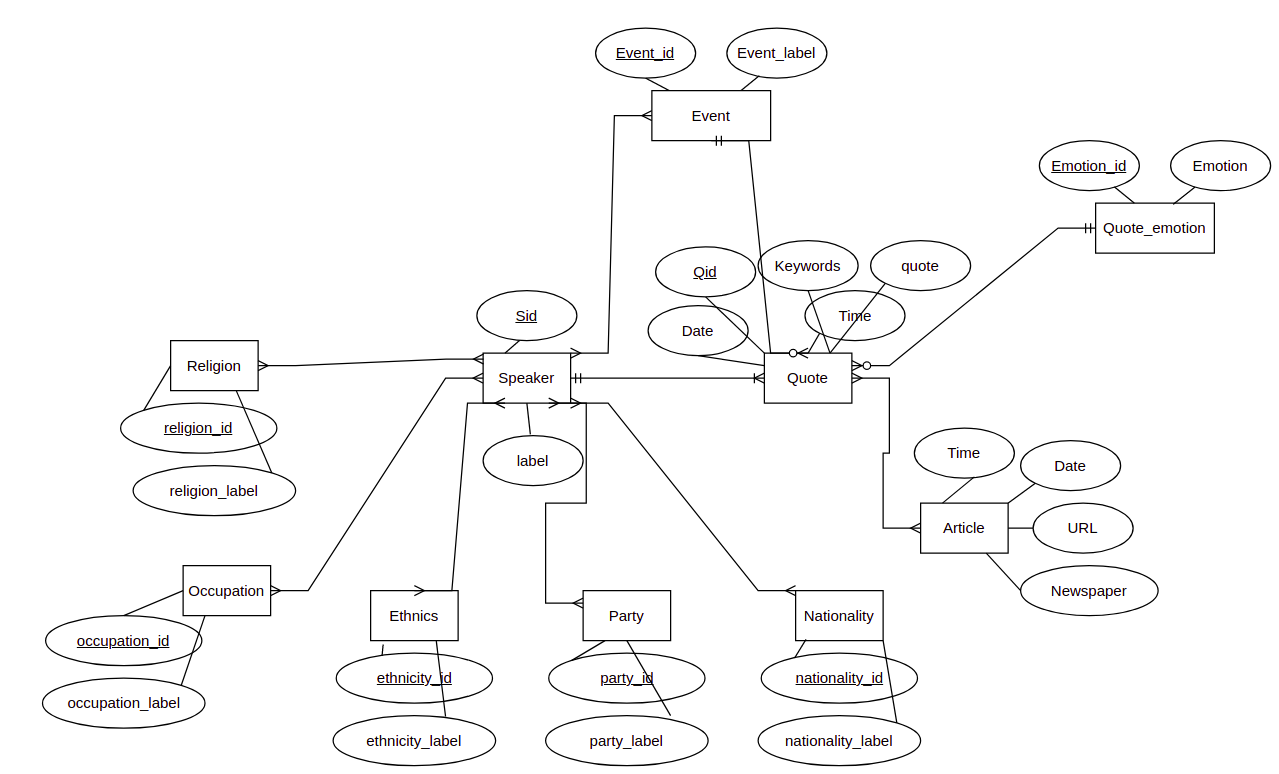 Event_id
Event_label
Event
Emotion_id
Emotion
Quote_emotion
Qid
Keywords
quote
Sid
Date
Time
Religion
Speaker
Quote
religion_id
label
religion_label
Time
Date
Article
URL
Newspaper
Occupation
Ethnics
Party
Nationality
occupation_id
ethnicity_id
party_id
nationality_id
occupation_label
ethnicity_label
party_label
nationality_label